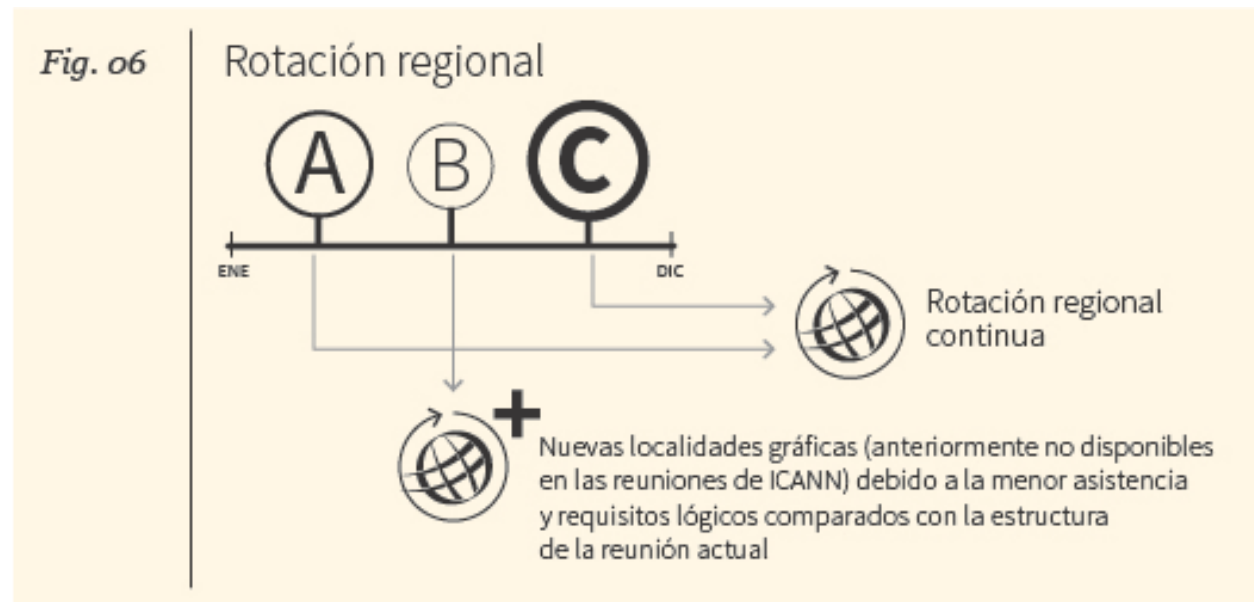 Fig. 06
Rotación regional
A B C
ENE
DIC
Rotación regional
continua
+
Nuevas localidades gráficas (anteriormente no disponibles
en las reuniones de ICANN) debido a la menor asistencia
y requisitos lógicos comparados con la estructura
de la reunión actual